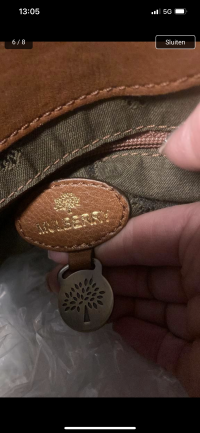 13:05
5G
6 / 8
Sluiten
MULBERRY